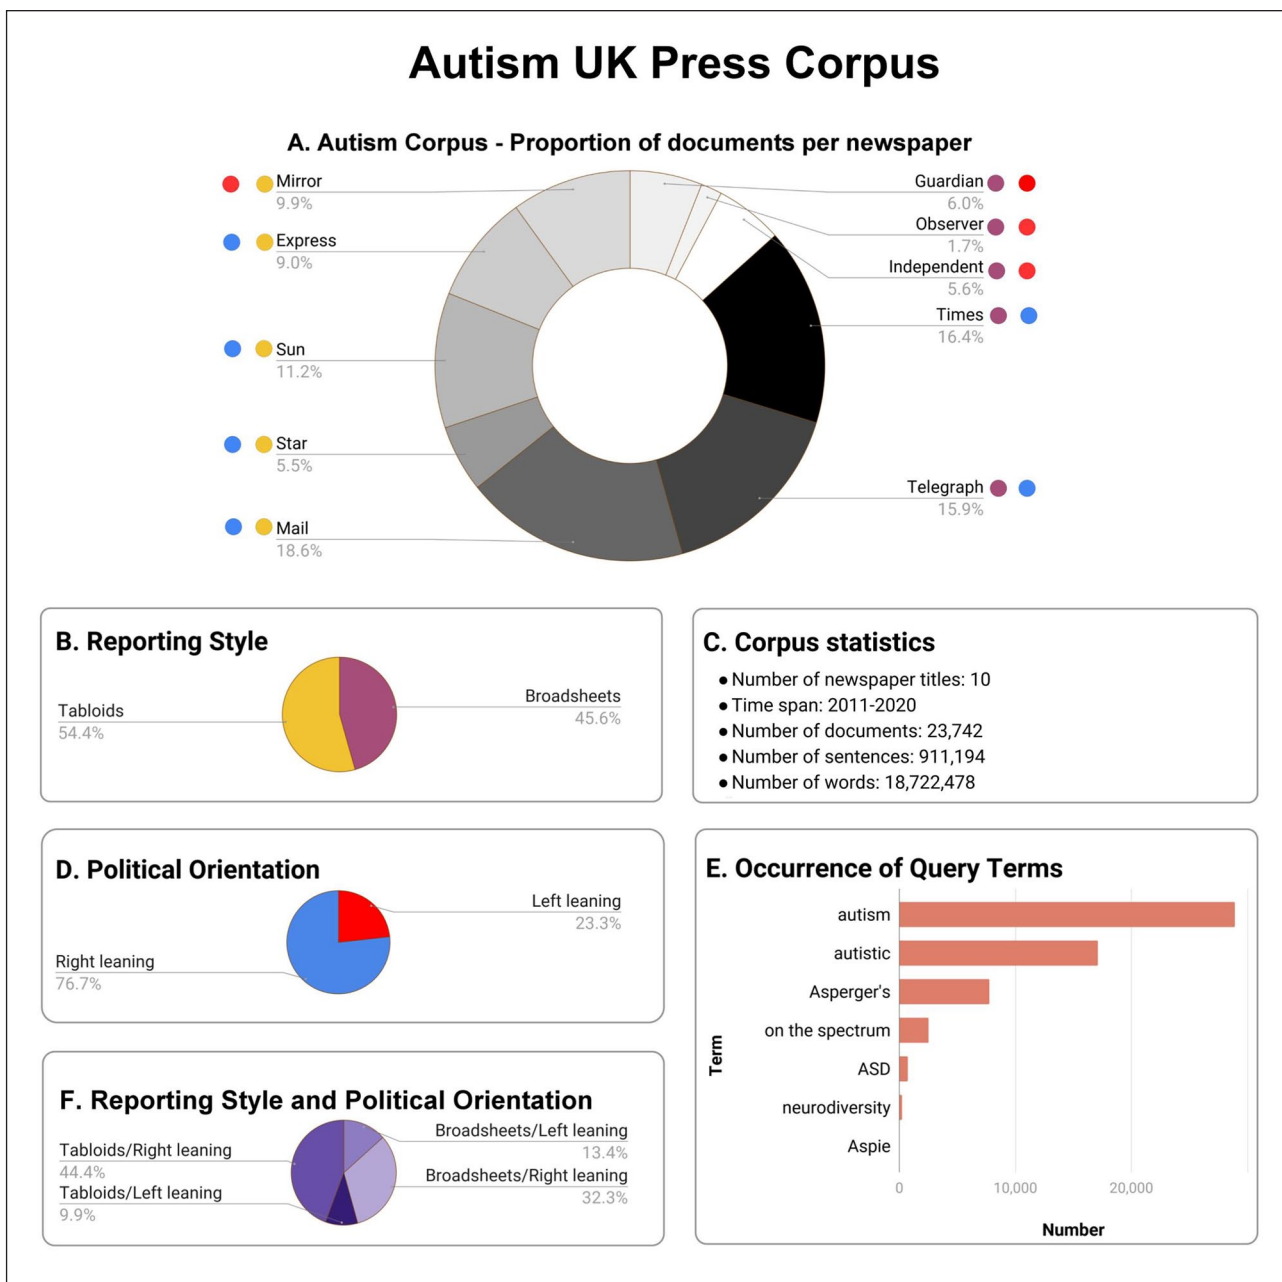 Autism UK Press Corpus
A. Autism Corpus - Proportion of documents per newspaper
Mirror
9.9%
Express
9.0%
Sun
11.2%
Star
5.5%
Mail
18.6%
Guardian
6.0%
Observer
1.7%
Independent
5.6%
Times
16.4%
Telegraph
15.9%
B. Reporting Style
Tabloids
54.4%
Broadsheets
45.6%
C. Corpus statistics
● Number of newspaper titles: 10
● Time span: 2011-2020
● Number of documents: 23,742
● Number of sentences: 911,194
● Number of words: 18,722,478
D. Political Orientation
Left leaning
23.3%
Right leaning
76.7%
E. Occurrence of Query Terms
autism
autistic
Asperger's
on the spectrum
ASD
neurodiversity
Aspie
Term
0
10,000
20,000
Number
F. Reporting Style and Political Orientation
Tabloids/Right leaning
44.4%
Tabloids/Left leaning
9.9%
Broadsheets/Left leaning
13.4%
Broadsheets/Right leaning
32.3%